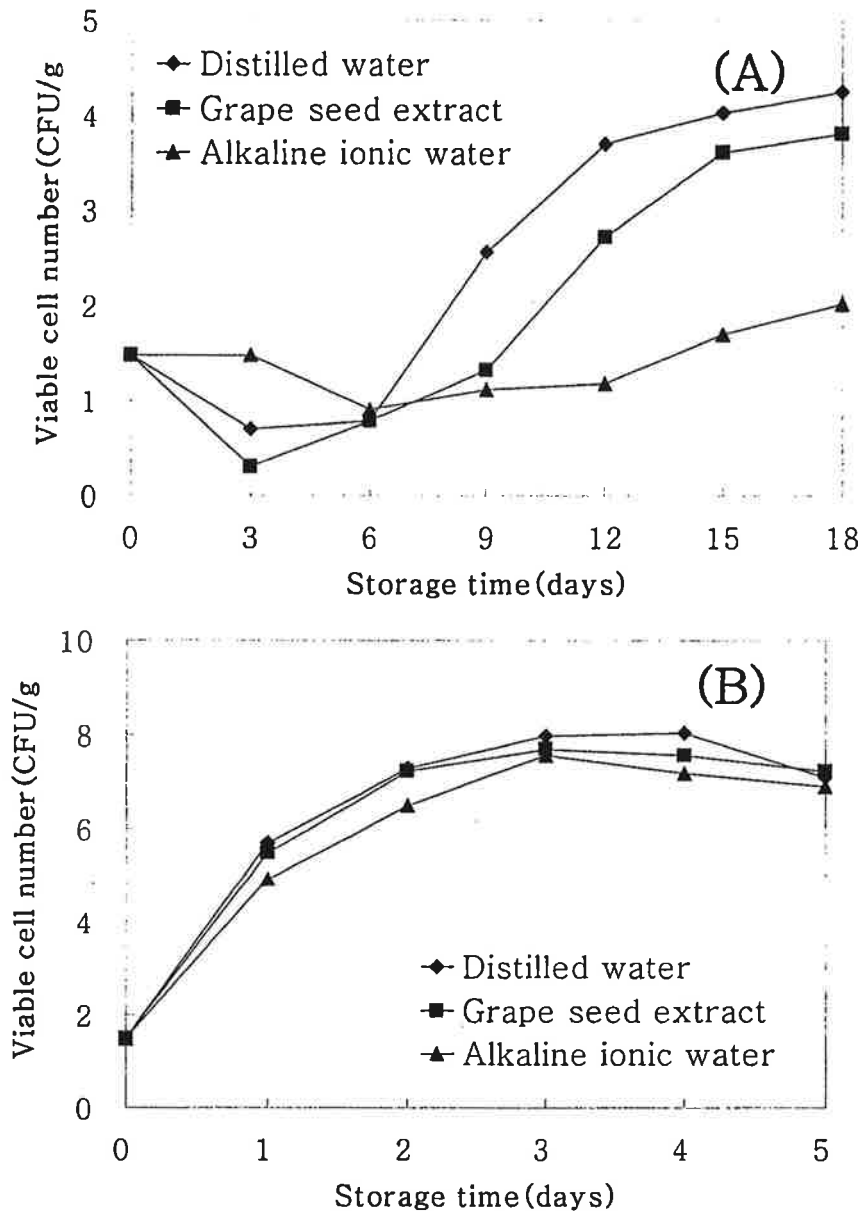 5
4
3
2
1
0
Viable cell number (CFU/g)
Distilled water
Grape seed extract
Alkaline ionic water
(A)
0 3 6 9 12 15 18
Storage time(days)
10
8
6
4
2
0
Viable cell number (CFU/g)
(B)
Distilled water
Grape seed extract
Alkaline ionic water
0 1 2 3 4 5
Storage time(days)